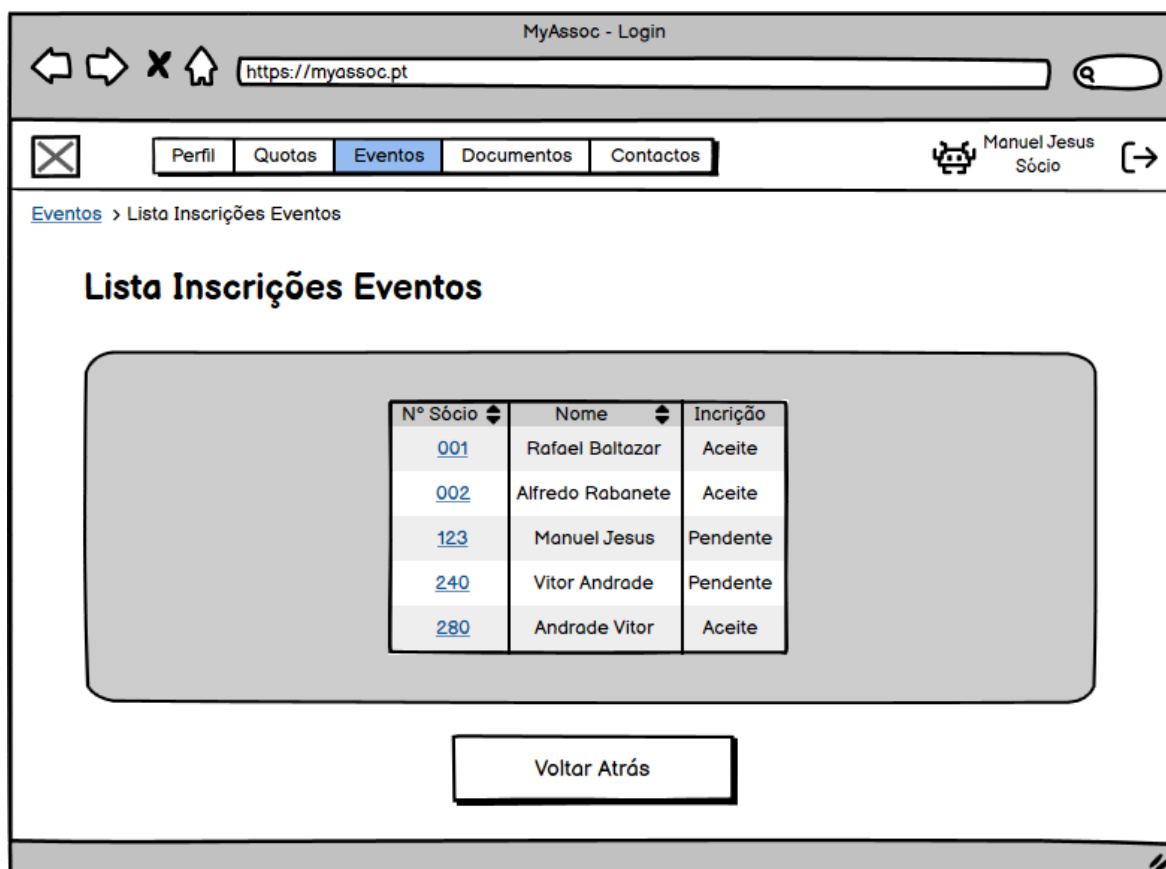 MyAssoc - Login
https://myassoc.pt
Perfil Quotas Eventos Documentos Contactos
Manuel Jesus
Sócio
Eventos > Lista Inscrições Eventos
Lista Inscrições Eventos
Nº Sócio Nome Incrição
001 Rafael Baltazar Aceite
002 Alfredo Rabanete Aceite
123 Manuel Jesus Pendente
240 Vitor Andrade Pendente
280 Andrade Vitor Aceite
Voltar Atrás